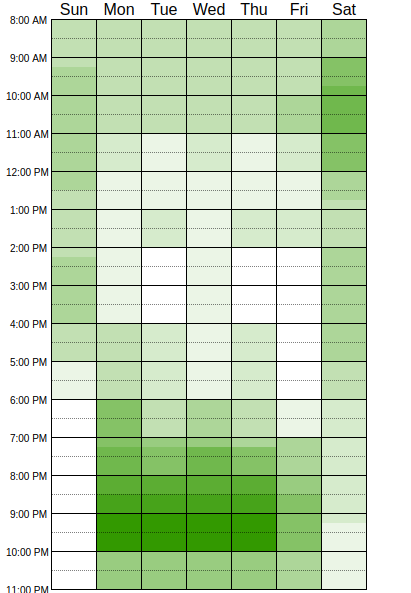 Sun Mon Tue Wed Thu Fri Sat
8:00 AM
9:00 AM
10:00 AM
11:00 AM
12:00 PM
1:00 PM
2:00 PM
3:00 PM
4:00 PM
5:00 PM
6:00 PM
7:00 PM
8:00 PM
9:00 PM
10:00 PM
11:00 PM